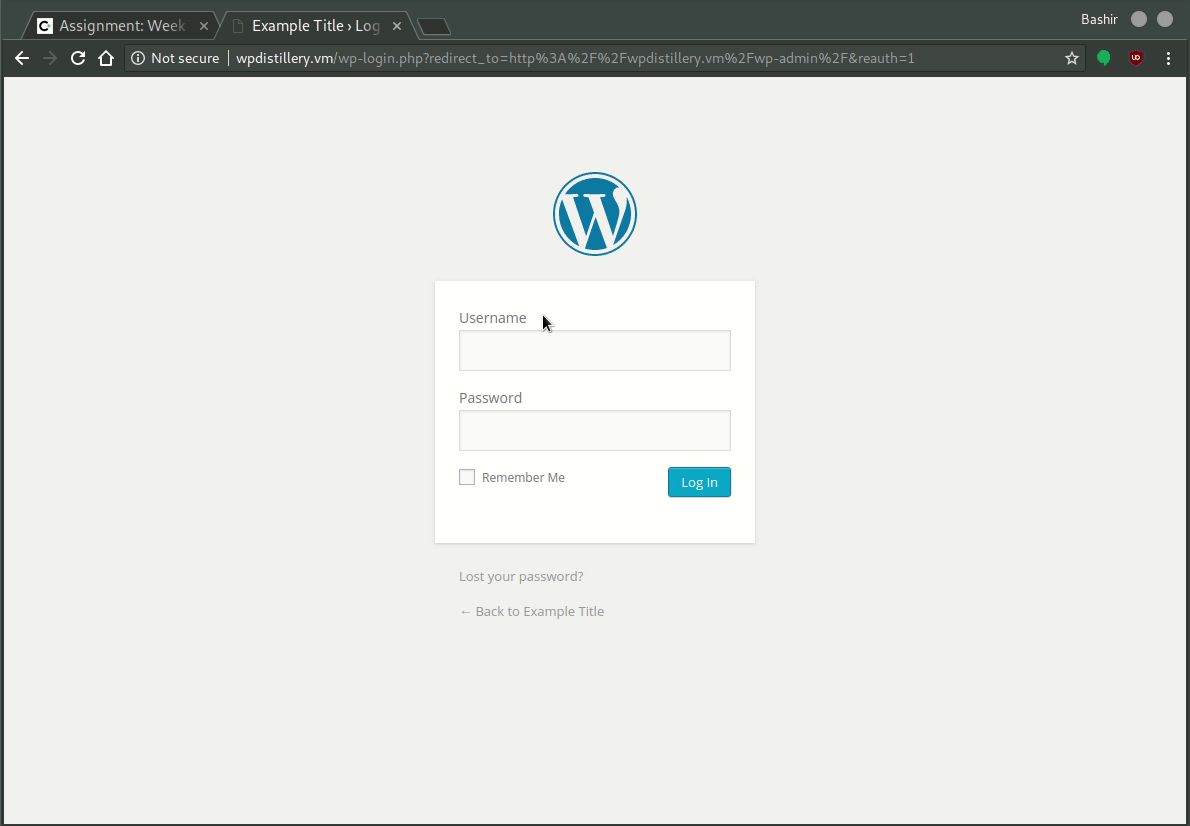 Bashir
Assignment: Week
Example Title › Log
Not secure
wpdistillery.vm/wp-login.php?redirect_to=http%3A%2F%2Fwpdistillery.vm%2Fwp-admin%2F&reauth=1
Username
Password
Remember Me
Log In
Lost your password?
← Back to Example Title